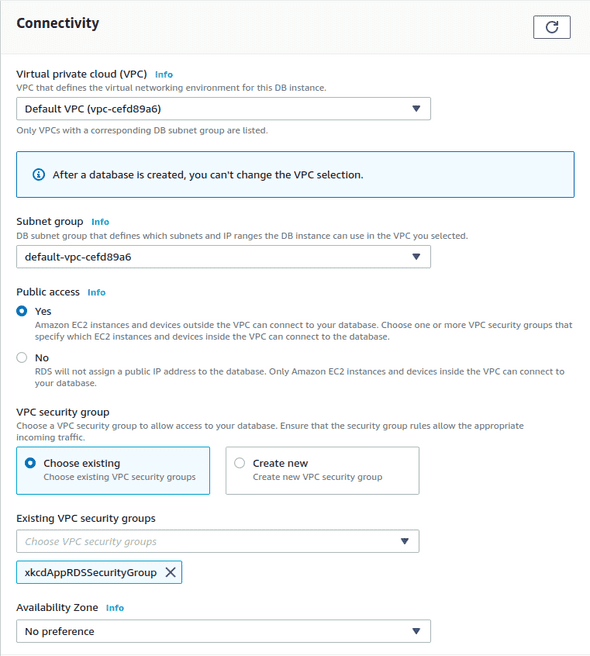 Connectivity
Virtual private cloud (VPC) Info
VPC that defines the virtual networking environment for this DB instance.
Default VPC (vpc-cefd89a6)
Only VPCs with a corresponding DB subnet group are listed.
After a database is created, you can't change the VPC selection.
Subnet group Info
DB subnet group that defines which subnets and IP ranges the DB instance can use in the VPC you selected.
default-vpc-cefd89a6
Public access Info
Yes
Amazon EC2 instances and devices outside the VPC can connect to your database. Choose one or more VPC security groups that
specify which EC2 instances and devices inside the VPC can connect to the database.
No
RDS will not assign a public IP address to the database. Only Amazon EC2 instances and devices inside the VPC can connect to
your database.
VPC security group
Choose a VPC security group to allow access to your database. Ensure that the security group rules allow the appropriate
incoming traffic.
Choose existing
Choose existing VPC security groups
Create new
Create new VPC security group
Existing VPC security groups
Choose VPC security groups
xkcdAppRDSSecurityGroup
Availability Zone Info
No preference